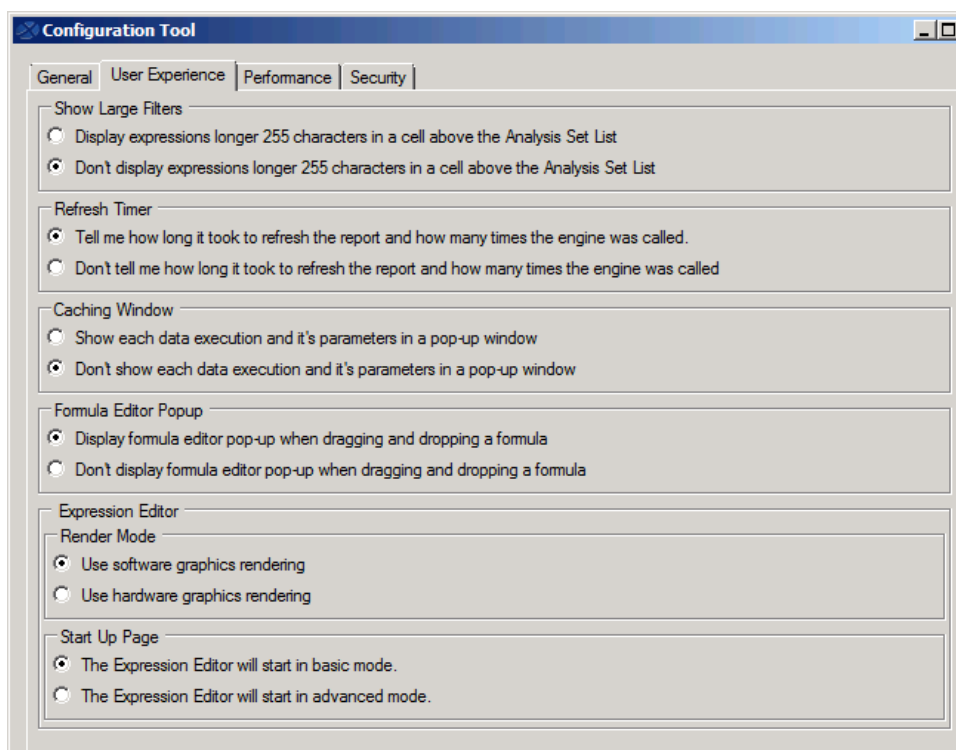 Configuration Tool
General User Experience Performance Security
Show Large Filters
Display expressions longer 255 characters in a cell above the Analysis Set List
Don't display expressions longer 255 characters in a cell above the Analysis Set List
Refresh Timer
Tell me how long it took to refresh the report and how many times the engine was called.
Don't tell me how long it took to refresh the report and how many times the engine was called
Caching Window
Show each data execution and it's parameters in a pop-up window
Don't show each data execution and it's parameters in a pop-up window
Formula Editor Popup
Display formula editor pop-up when dragging and dropping a formula
Don't display formula editor pop-up when dragging and dropping a formula
Expression Editor
Render Mode
Use software graphics rendering
Use hardware graphics rendering
Start Up Page
The Expression Editor will start in basic mode.
The Expression Editor will start in advanced mode.